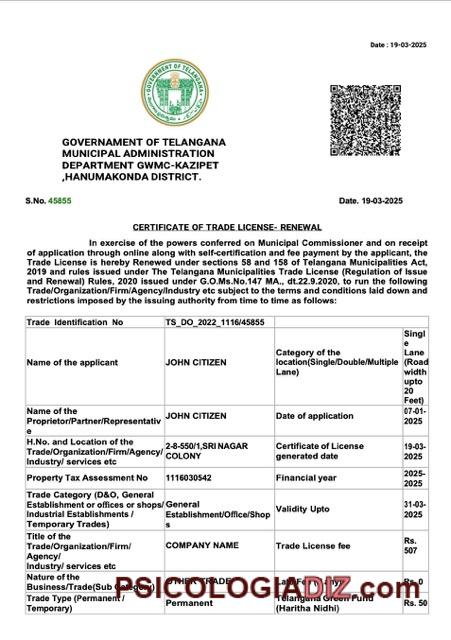 Date : 19-03-2025
GOVERNMENT OF TELANGANA
GOVERNAMENT OF TELANGANA
MUNICIPAL ADMINISTRATION
DEPARTMENT GWMC-KAZIPET
,HANUMAKONDA DISTRICT.
S.No. 45855
Date. 19-03-2025
CERTIFICATE OF TRADE LICENSE- RENEWAL
In exercise of the powers conferred on Municipal Commissioner and on receipt
of application through online along with self-certification and fee payment by the applicant, the
Trade License is hereby Renewed under sections 58 and 158 of Telangana Municipalities Act,
2019 and rules issued under The Telangana Municipalities Trade License (Regulation of Issue
and Renewal) Rules, 2020 issued under G.O.Ms.No.147 MA., dt.22.9.2020, to run the following
Trade/Organization/Firm/Agency/Industry etc subject to the terms and conditions laid down and
restrictions imposed by the issuing authority from time to time as follows:
Trade Identification No
TS_DO_2022_1116/45855
Name of the applicant
JOHN CITIZEN
Category of the
location(Single/Double/Multiple
Lane)
Singl
e
Lane
(Road
width
upto
20
Feet)
Name of the
Proprietor/Partner/Representativ
e
JOHN CITIZEN
Date of application
07-01-
2025
H.No. and Location of the
Trade/Organization/Firm/Agency/
Industry/ services etc
2-8-550/1,SRI NAGAR
COLONY
Certificate of License
generated date
19-03-
2025
Property Tax Assessment No
1116030542
Financial year
2025-
2025
Trade Category (D&O, General
Establishment or offices or shops/
Industrial Establishments /
Temporary Trades)
General
Establishment/Office/Shop
s
Validity Upto
31-03-
2025
Title of the
Trade/Organization/Firm/
Agency/
Industry/ services etc
COMPANY NAME
Trade License fee
Rs.
507
Nature of the
Business/Trade(Sub Category)
OTHER TRADE
Rs. 0
PSICOLOGIADIZ.com
Trade Type (Permanent /
Temporary)
Permanent
Telangana Green Fund
(Haritha Nidhi)
Rs. 50